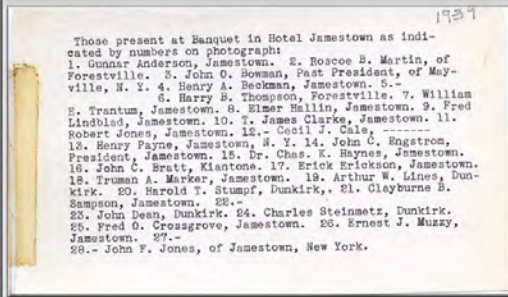 1939
Those present at Banquet in Hotel Jamestown as indi-
cated by numbers on photograph:
1. Gunnar Anderson, Jamestown. 2. Roscoe B. Martin, of
Forestville. 3. John O. Bowman, Past President, of May-
ville, N. Y. 4. Henry A. Beckman, Jamestown. 5.-
6. Harry B. Thompson, Forestville. 7. William
E. Trantum, Jamestown. 8. Elmer Hallin, Jamestown. 9. Fred
Lindblad, Jamestown. 10. T. James Clarke, Jamestown. 11.
Robert Jones, Jamestown. 12.- Cecil J. Cale, -------
13. Henry Payne, Jamestown, N. Y. 14. John C. Engstrom,
President, Jamestown. 15. Dr. Chas. K. Haynes, Jamestown.
16. John C. Bratt, Kiantone. 17. Erick Erickson, Jamestown.
18. Truman A. Marker, Jamestown. 19. Arthur W. Lines, Dun-
kirk. 20. Harold T. Stumpf, Dunkirk,. 21. Clayburne B.
Sampson, Jamestown. 22.-
23. John Dean, Dunkirk. 24. Charles Steinmetz, Dunkirk.
25. Fred O. Crossgrove, Jamestown. 26. Ernest J. Muzzy,
Jamestown. 27.-
28.- John F. Jones, of Jamestown, New York.